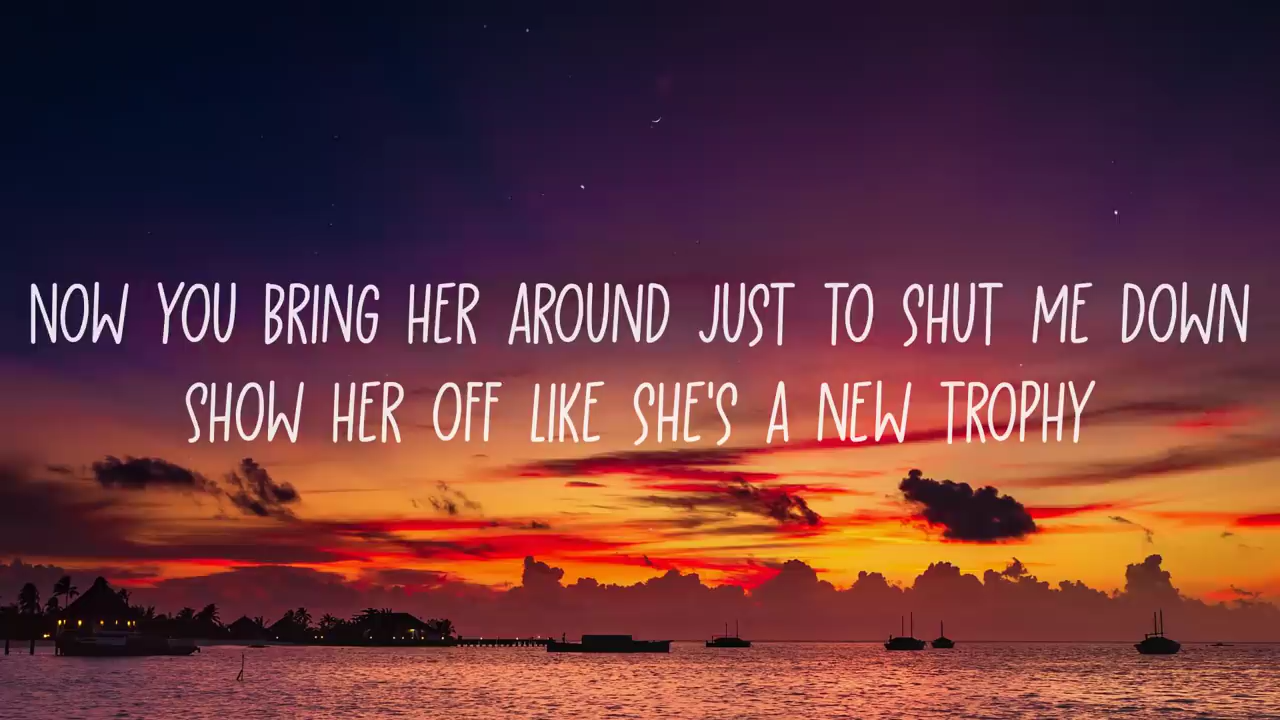 NOW YOU BRING HER AROUND JUST TO SHUT ME DOWN
SHOW HER OFF LIKE SHE'S A NEW TROPHY